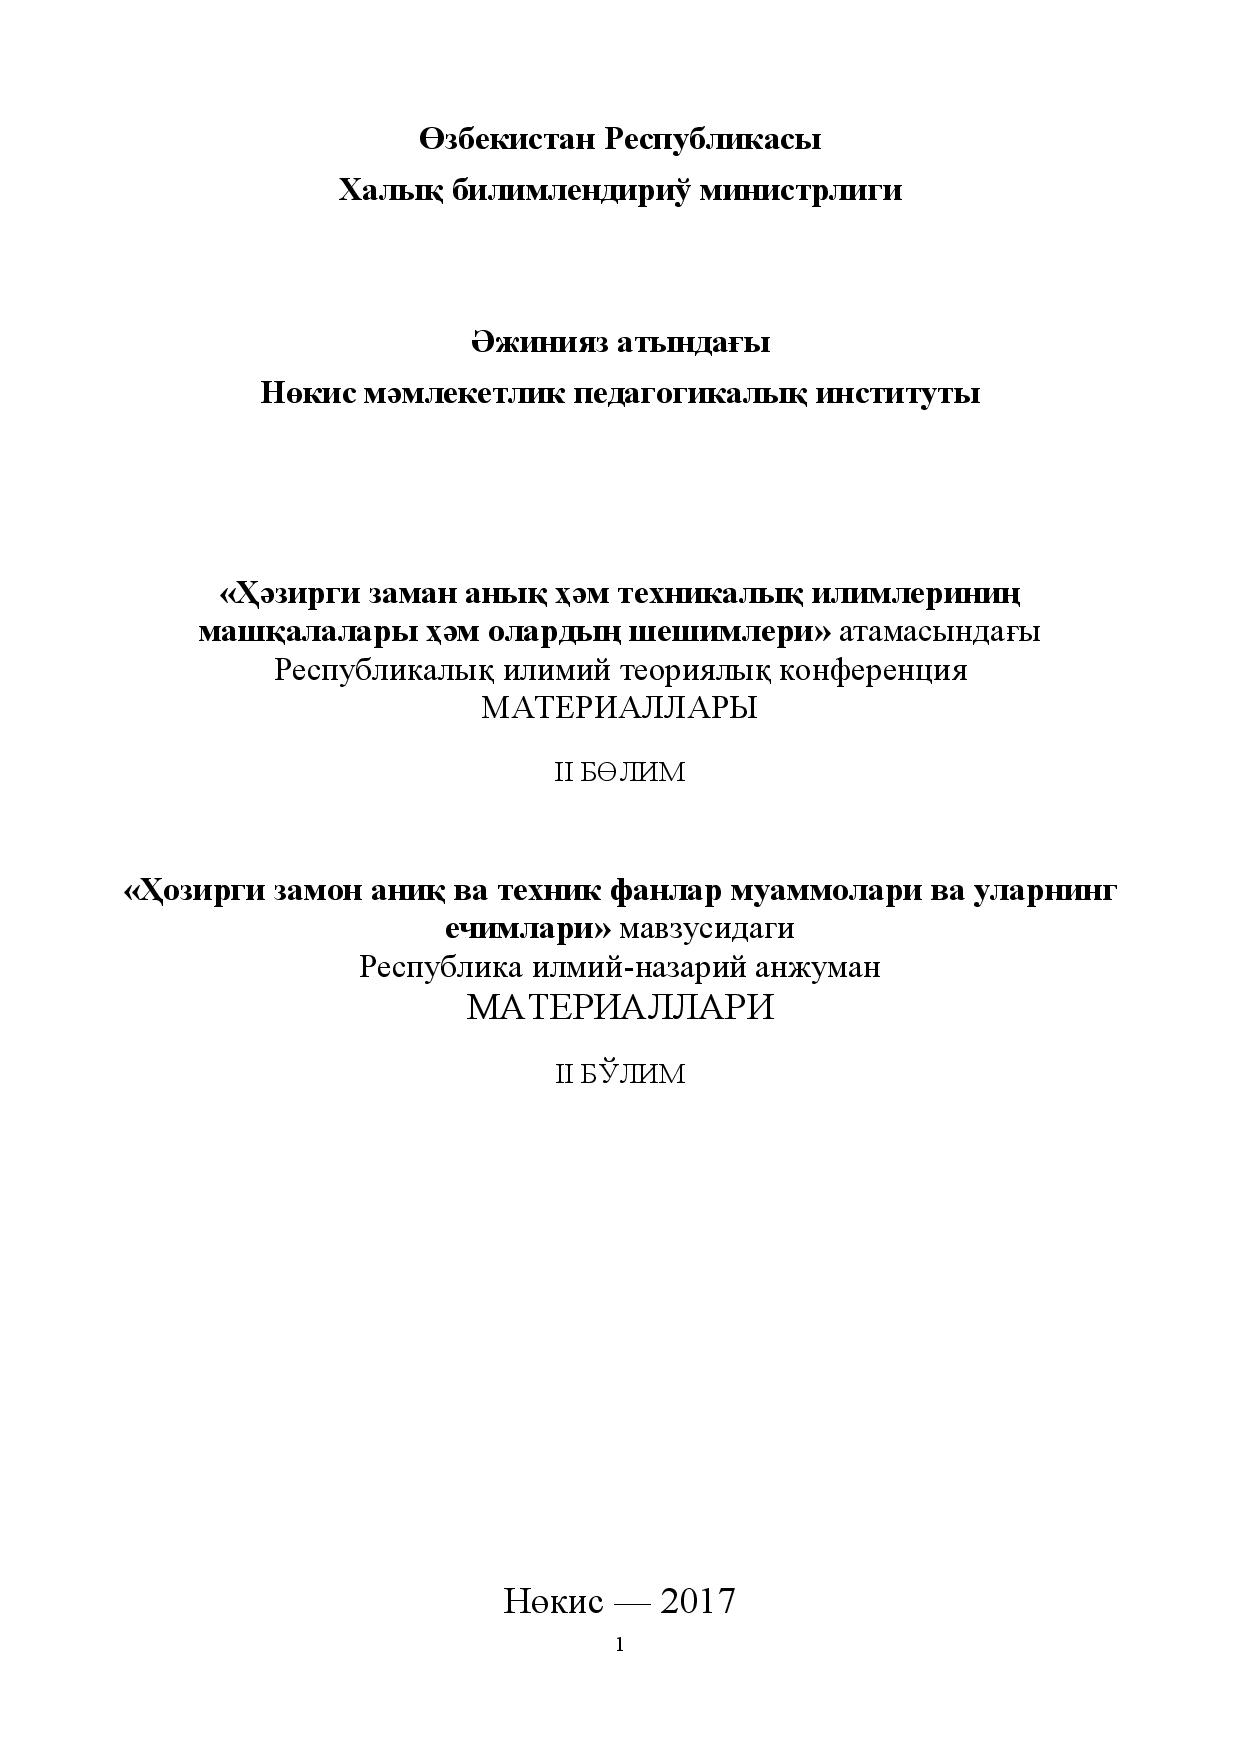 Өзбекистан Республикасы
Халық билимлендириў министрлиги
Әжинияз атындағы
Нөкис мәмлекетлик педагогикалық институты
«Ҳәзирги заман анық ҳәм техникалық илимлериниң
машқалалары ҳәм олардың шешимлери» атамасындағы
Республикалық илимий теориялық конференция
МАТЕРИАЛЛАРЫ
II БӨЛИМ
«Ҳозирги замон аниқ ва техник фанлар муаммолари ва уларнинг
ечимлари» мавзусидаги
Республика илмий-назарий анжуман
МАТЕРИАЛЛАРИ
II БЎЛИМ
Нөкис — 2017
1